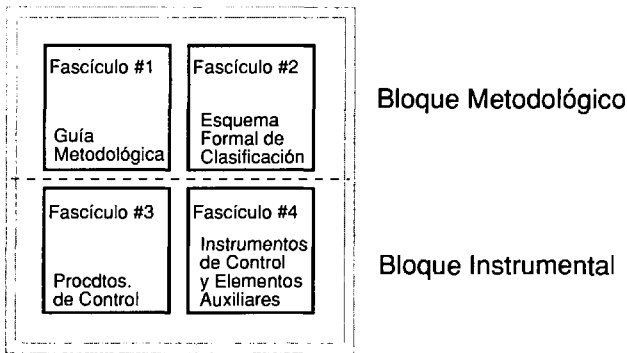 Fascículo #1
Guía
Metodológica
Fascículo #2
Esquema
Formal de
Clasificación
Bloque Metodológico
Fascículo #3
Procdtos.
de Control
Fascículo #4
Instrumentos
de Control
y Elementos
Auxiliares
Bloque Instrumental